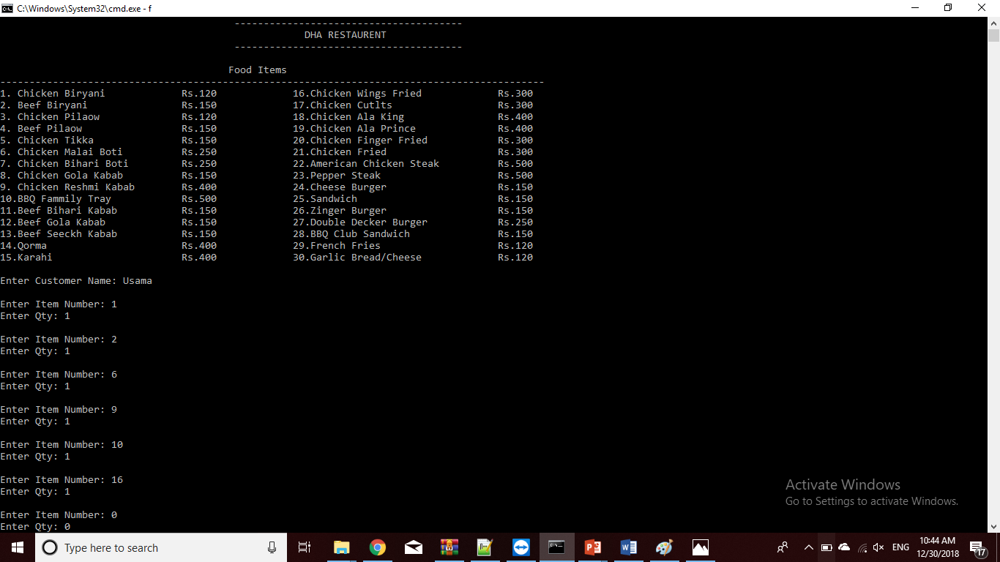 C:\Windows\System32\cmd.exe - f
---------------------------------------
DHA RESTAURENT
---------------------------------------
Food Items
---------------------------------------------------------------------------------------------
1. Chicken Biryani Rs.120 16.Chicken Wings Fried Rs.300
2. Beef Biryani Rs.150 17.Chicken Cutlts Rs.300
3. Chicken Pilaow Rs.120 18.Chicken Ala King Rs.400
4. Beef Pilaow Rs.150 19.Chicken Ala Prince Rs.400
5. Chicken Tikka Rs.150 20.Chicken Finger Fried Rs.300
6. Chicken Malai Boti Rs.250 21.Chicken Fried Rs.300
7. Chicken Bihari Boti Rs.250 22.American Chicken Steak Rs.500
8. Chicken Gola Kabab Rs.150 23.Pepper Steak Rs.500
9. Chicken Reshmi Kabab Rs.400 24.Cheese Burger Rs.150
10.BBQ Fammily Tray Rs.500 25.Sandwich Rs.150
11.Beef Bihari Kabab Rs.150 26.Zinger Burger Rs.150
12.Beef Gola Kabab Rs.150 27.Double Decker Burger Rs.250
13.Beef Seeckh Kabab Rs.150 28.BBQ Club Sandwich Rs.150
14.Qorma Rs.400 29.French Fries Rs.120
15.Karahi Rs.400 30.Garlic Bread/Cheese Rs.120
Enter Customer Name: Usama
Enter Item Number: 1
Enter Qty: 1
Enter Item Number: 2
Enter Qty: 1
Enter Item Number: 6
Enter Qty: 1
Enter Item Number: 9
Enter Qty: 1
Enter Item Number: 10
Enter Qty: 1
Enter Item Number: 16
Enter Qty: 1
Enter Item Number: 0
Enter Qty: 0
Activate Windows
Go to Settings to activate Windows.
Type here to search
ENG
10:44 AM
12/30/2018
17